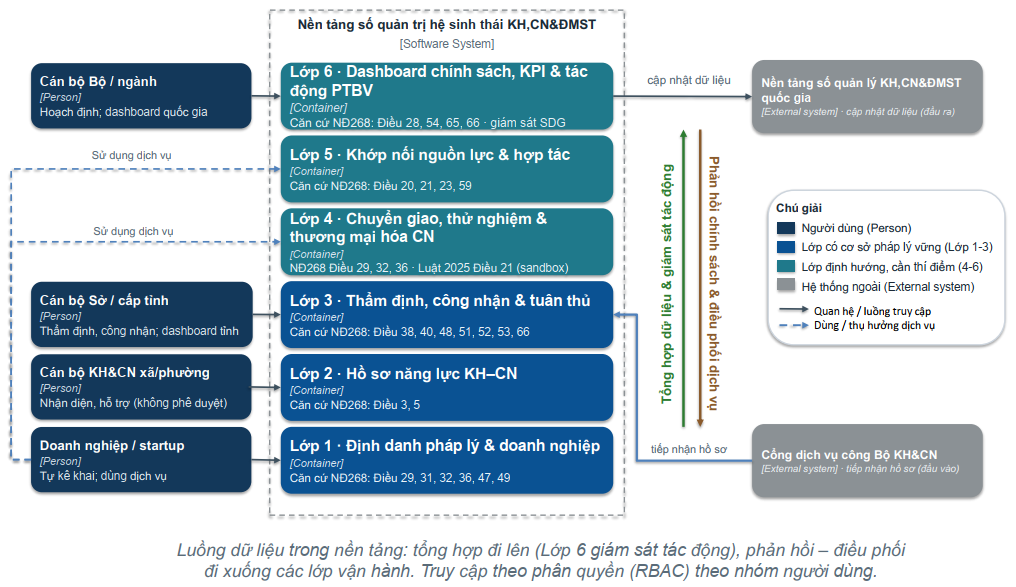 Nền tảng số quản trị hệ sinh thái KH,CN&ĐMST
[Software System]
Cán bộ Bộ / ngành
[Person]
Hoạch định; dashboard quốc gia
Lớp 6 · Dashboard chính sách, KPI & tác
động PTBV
[Container]
Căn cứ NĐ268: Điều 28, 54, 65, 66 · giám sát SDG
cập nhật dữ liệu
Nền tảng số quản lý KH,CN&ĐMST
quốc gia
[External system] · cập nhật dữ liệu (đầu ra)
Sử dụng dịch vụ
Lớp 5 · Khớp nối nguồn lực & hợp tác
[Container]
Căn cứ NĐ268: Điều 20, 21, 23, 59
Sử dụng dịch vụ
Lớp 4 · Chuyển giao, thử nghiệm &
thương mại hóa CN
[Container]
NĐ268 Điều 29, 32, 36 · Luật 2025 Điều 21 (sandbox)
Cán bộ Sở / cấp tỉnh
[Person]
Thẩm định, công nhận; dashboard tỉnh
Lớp 3 · Thẩm định, công nhận & tuân thủ
[Container]
Căn cứ NĐ268: Điều 38, 40, 48, 51, 52, 53, 66
Cán bộ KH&CN xã/phường
[Person]
Nhận diện, hỗ trợ (không phê duyệt)
Lớp 2 · Hồ sơ năng lực KH–CN
[Container]
Căn cứ NĐ268: Điều 3, 5
Doanh nghiệp / startup
[Person]
Tự kê khai; dùng dịch vụ
Lớp 1 · Định danh pháp lý & doanh nghiệp
[Container]
Căn cứ NĐ268: Điều 29, 31, 32, 36, 47, 49
Tổng hợp dữ liệu & giám sát tác động
Phản hồi chính sách & điều phối dịch vụ
tiếp nhận hồ sơ
Cổng dịch vụ công Bộ KH&CN
[External system] · tiếp nhận hồ sơ (đầu vào)
Chú giải
Người dùng (Person)
Lớp có cơ sở pháp lý vững (Lớp 1-3)
Lớp định hướng, cần thí điểm (4-6)
Hệ thống ngoài (External system)
Quan hệ / luồng truy cập
Dùng / thụ hưởng dịch vụ
Luồng dữ liệu trong nền tảng: tổng hợp đi lên (Lớp 6 giám sát tác động), phản hồi – điều phối
đi xuống các lớp vận hành. Truy cập theo phân quyền (RBAC) theo nhóm người dùng.